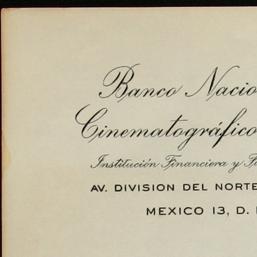 Banco Nacio
Cinematográfico
Institución Financiera y F
AV. DIVISION DEL NORTE
MEXICO 13, D.